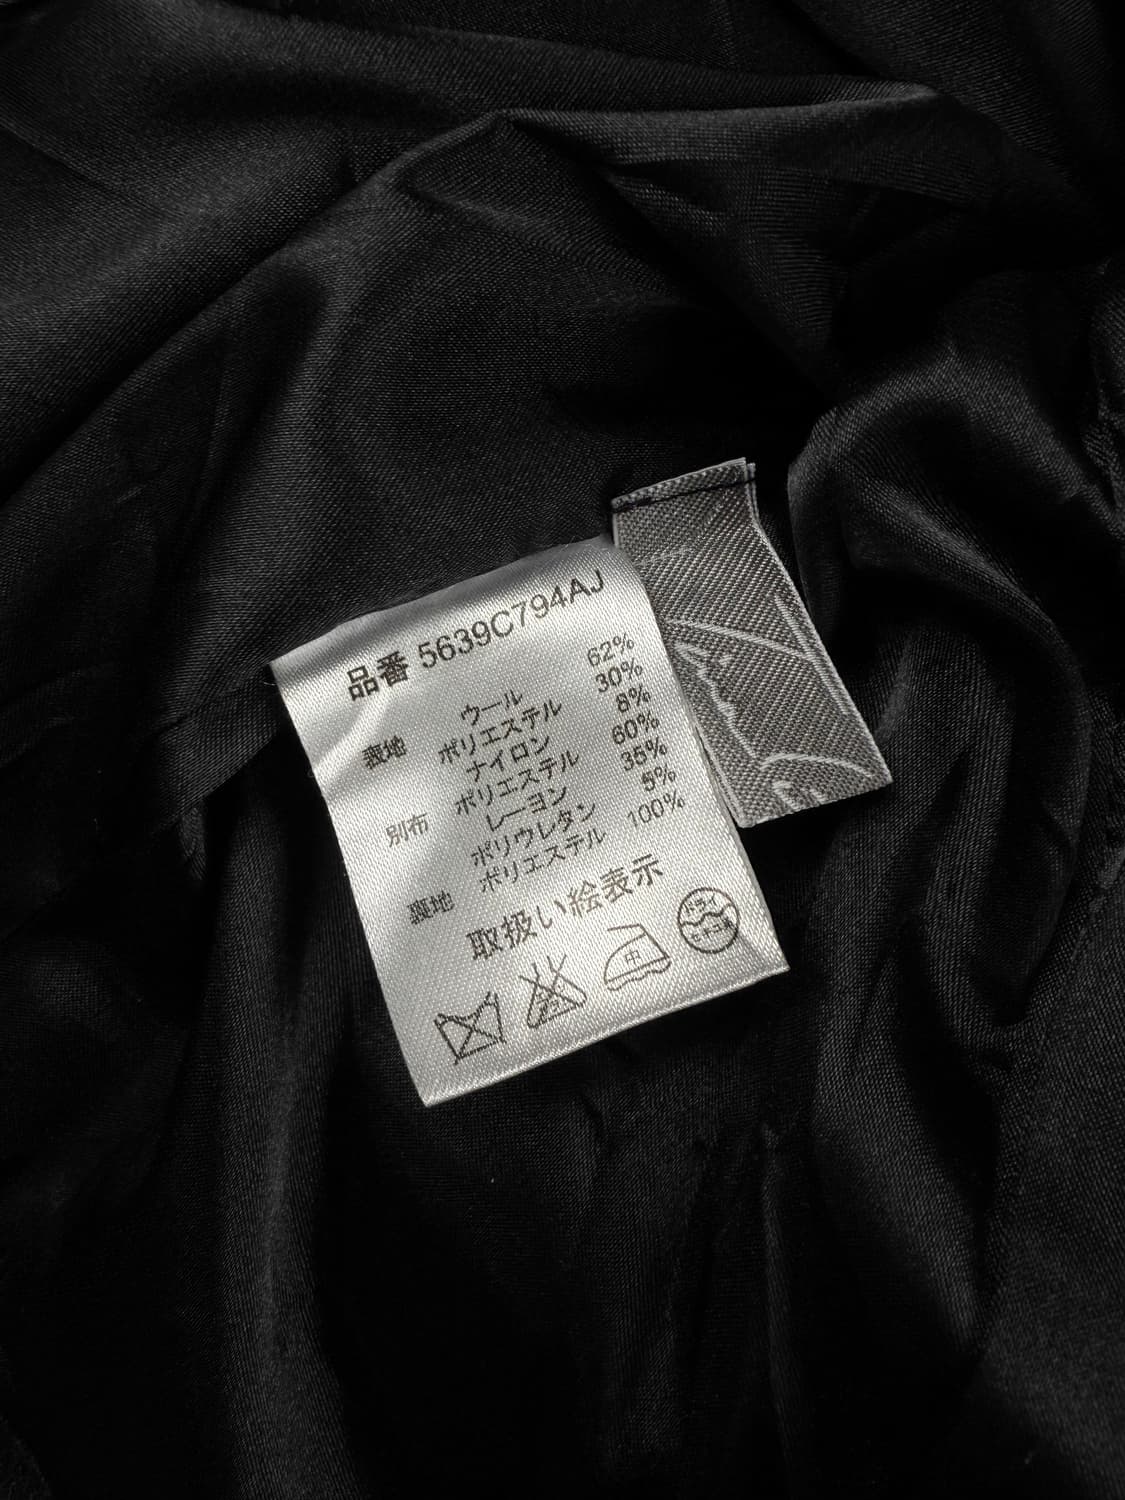 品番 5639C794AJ
表地 ウール 62%
ポリエステル 30%
ナイロン 8%
別布 ポリエステル 60%
レーヨン 35%
ポリウレタン 5%
裏地 ポリエステル 100%
取扱い絵表示
中
ドライ